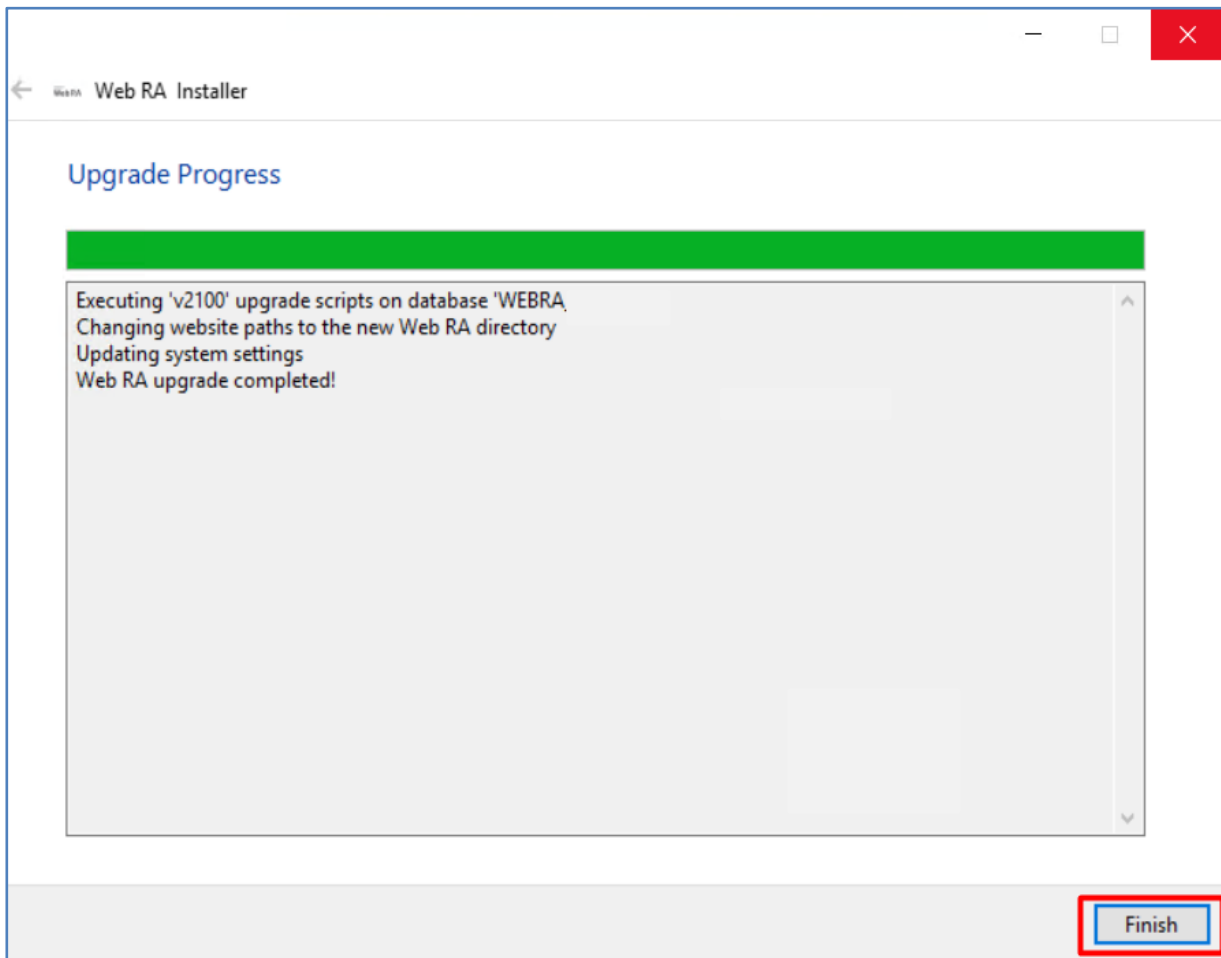 Web RA Installer
Upgrade Progress
Executing 'v2100' upgrade scripts on database 'WEBRA
Changing website paths to the new Web RA directory
Updating system settings
Web RA upgrade completed!
Finish